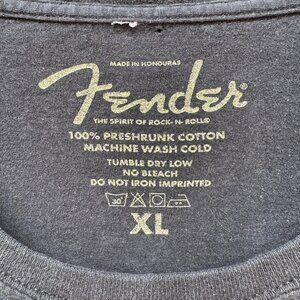 MADE IN HONDURAS
Fender®
THE SPIRIT OF ROCK-N-ROLL®
100% PRESHRUNK COTTON
MACHINE WASH COLD
TUMBLE DRY LOW
NO BLEACH
DO NOT IRON IMPRINTED
30°
XL